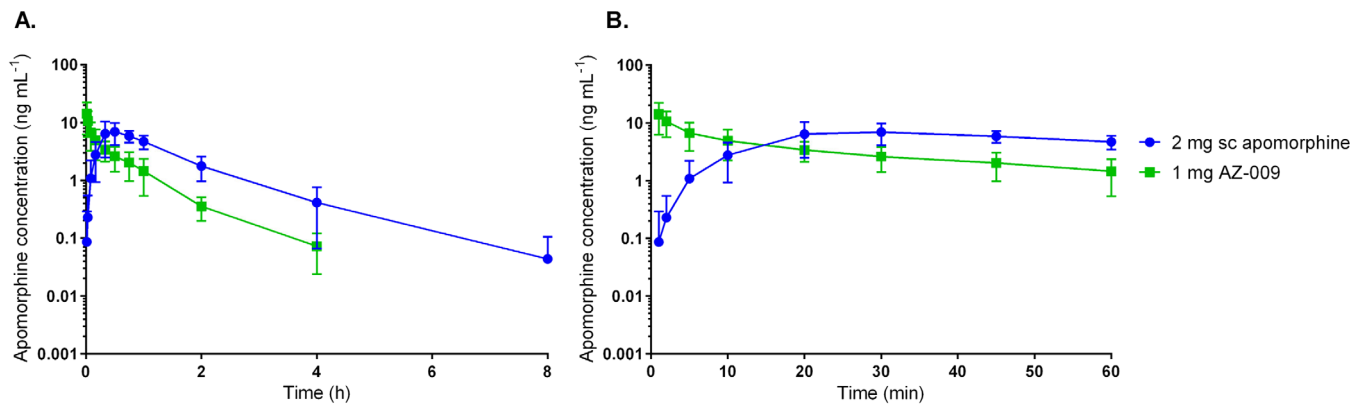 A.
B.
Apomorphine concentration (ng mL⁻¹)
100
10
1
0.1
0.01
0.001
0 2 4 6 8
Time (h)
Apomorphine concentration (ng mL⁻¹)
100
10
1
0.1
0.01
0.001
0 10 20 30 40 50 60
Time (min)
2 mg sc apomorphine
1 mg AZ-009